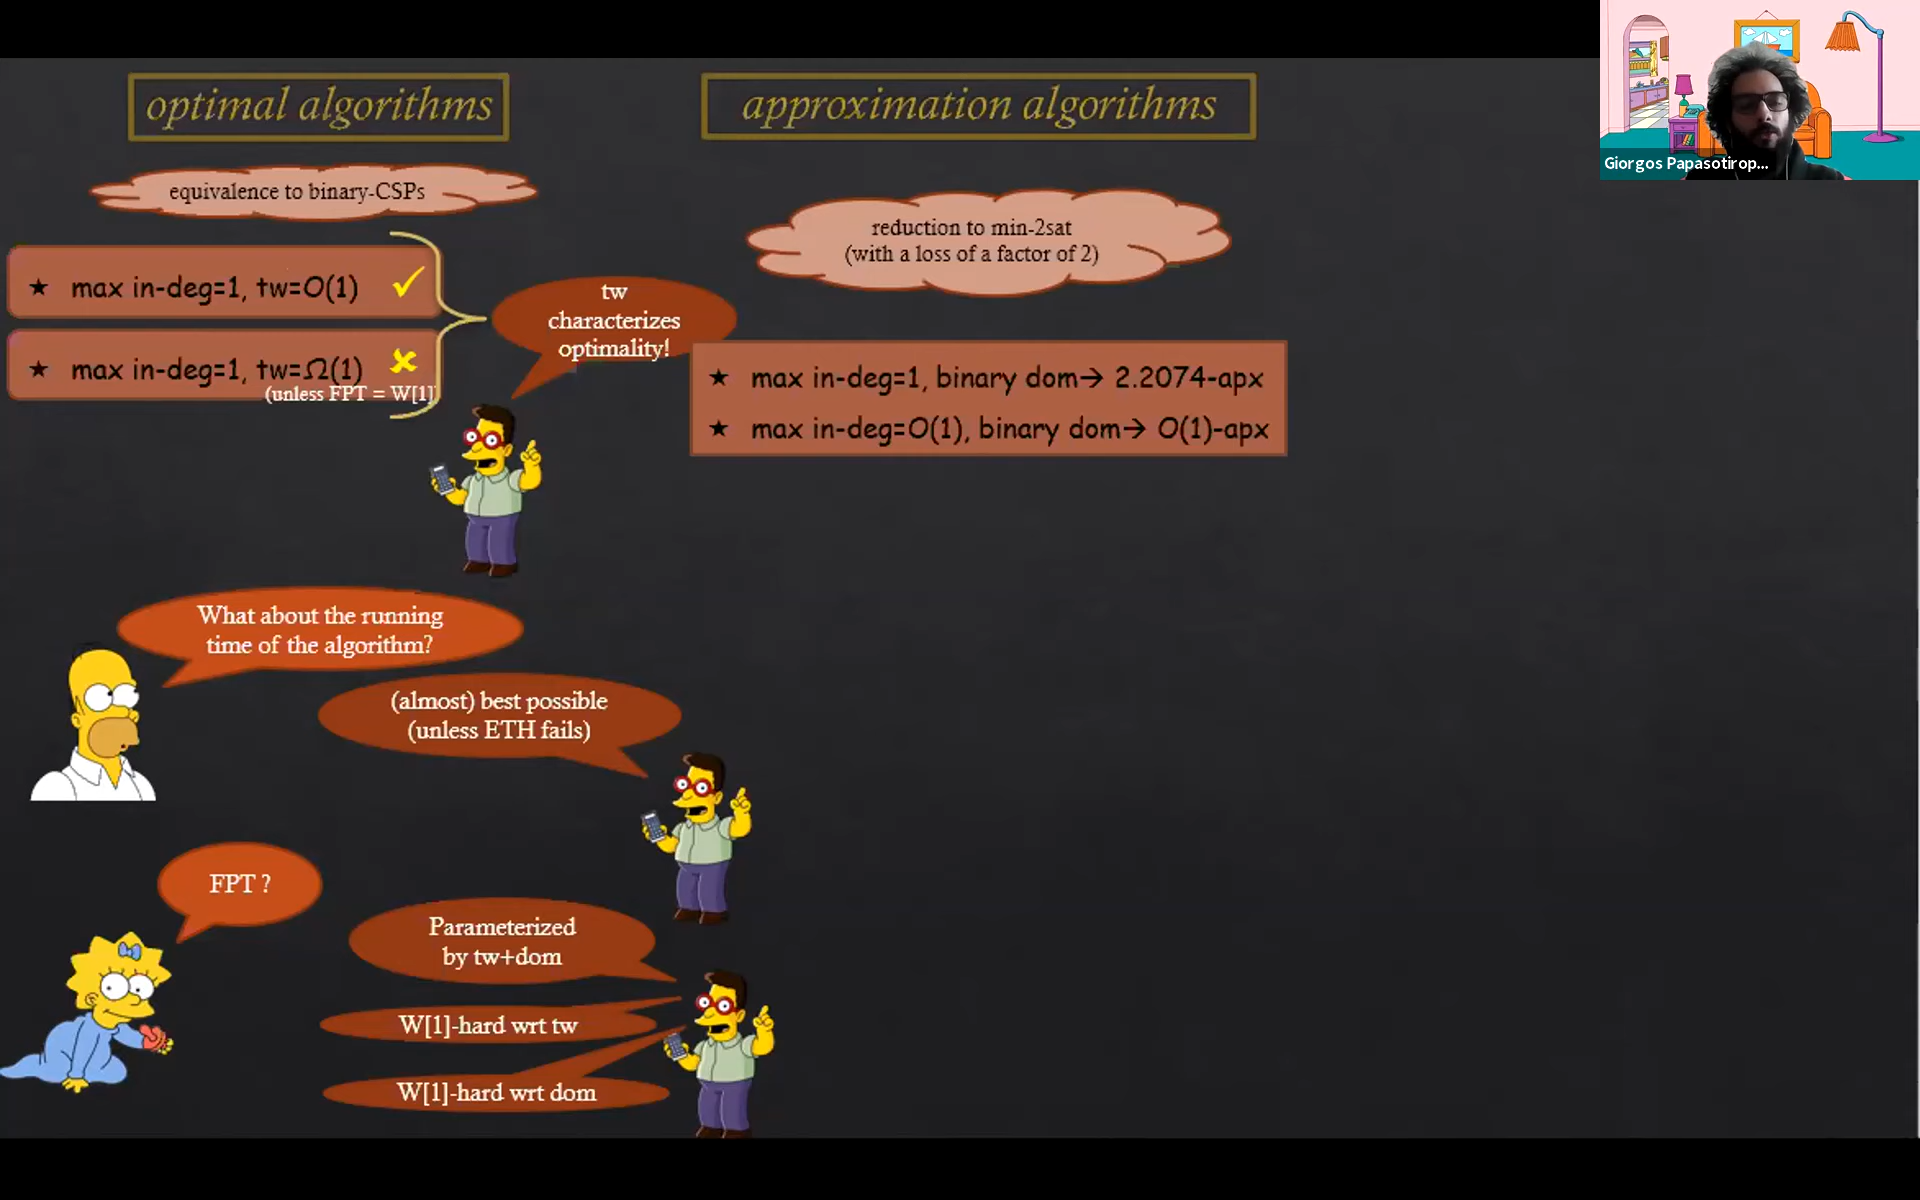 optimal algorithms
equivalence to binary-CSPs
★ max in-deg=1, tw=O(1) ✓
★ max in-deg=1, tw=Ω(1) ✘
(unless FPT = W[1]
tw
characterizes
optimality!
What about the running
time of the algorithm?
(almost) best possible
(unless ETH fails)
FPT ?
Parameterized
by tw+dom
W[1]-hard wrt tw
W[1]-hard wrt dom
approximation algorithms
reduction to min-2sat
(with a loss of a factor of 2)
★ max in-deg=1, binary dom→ 2.2074-apx
★ max in-deg=O(1), binary dom→ O(1)-apx
Giorgos Papasotirop...